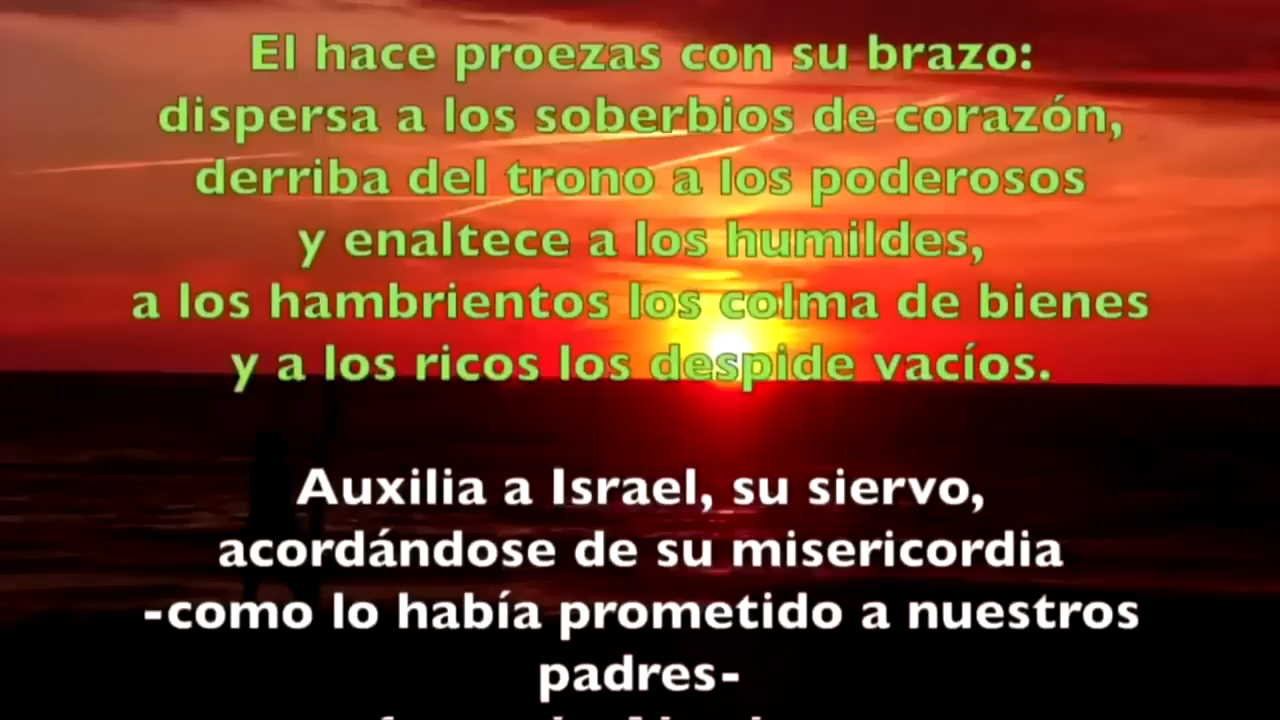 El hace proezas con su brazo:
dispersa a los soberbios de corazón,
derriba del trono a los poderosos
y enaltece a los humildes,
a los hambrientos los colma de bienes
y a los ricos los despide vacíos.
Auxilia a Israel, su siervo,
acordándose de su misericordia
-como lo había prometido a nuestros
padres-